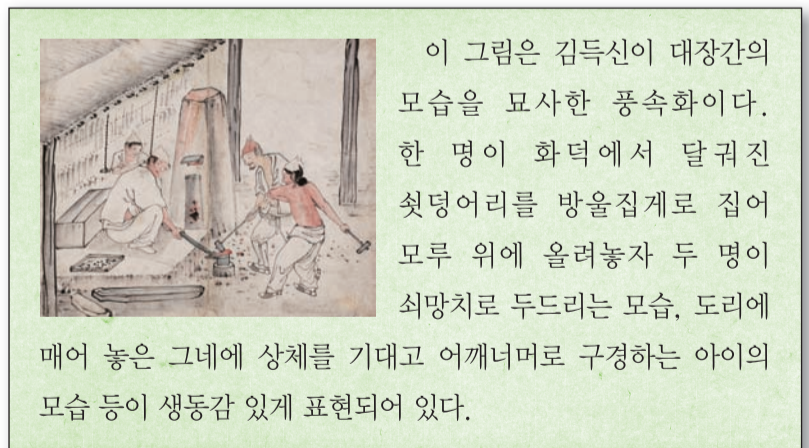 이 그림은 김득신이 대장간의
모습을 묘사한 풍속화이다.
한 명이 화덕에서 달궈진
쇳덩어리를 방울집게로 집어
모루 위에 올려놓자 두 명이
쇠망치로 두드리는 모습, 도리에
매어 놓은 그네에 상체를 기대고 어깨너머로 구경하는 아이의
모습 등이 생동감 있게 표현되어 있다.